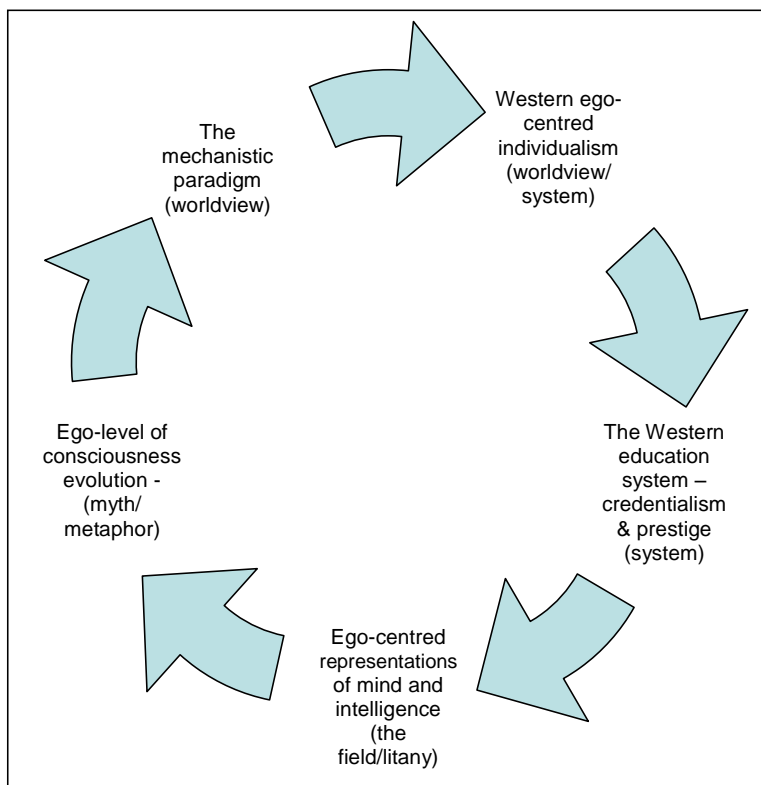 The
mechanistic
paradigm
(worldview)
Western ego-
centred
individualism
(worldview/
system)
The Western
education
system –
credentialism
& prestige
(system)
Ego-centred
representations
of mind and
intelligence
(the
field/litany)
Ego-level of
consciousness
evolution -
(myth/
metaphor)